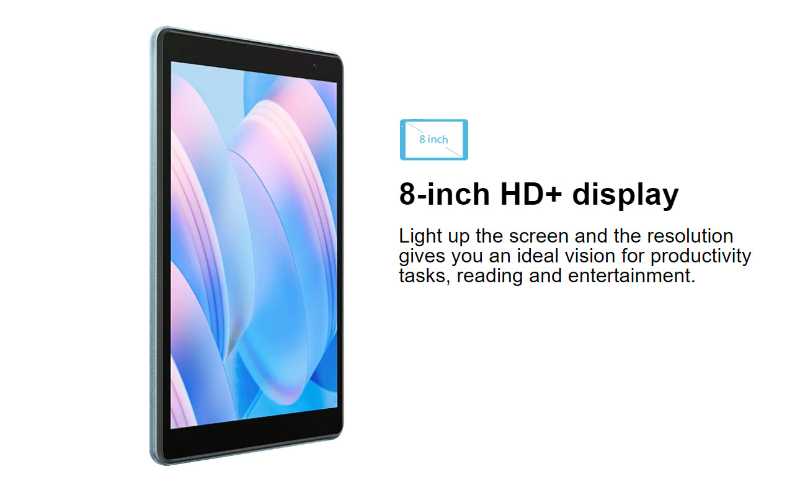 8 inch
8-inch HD+ display
Light up the screen and the resolution
gives you an ideal vision for productivity
tasks, reading and entertainment.